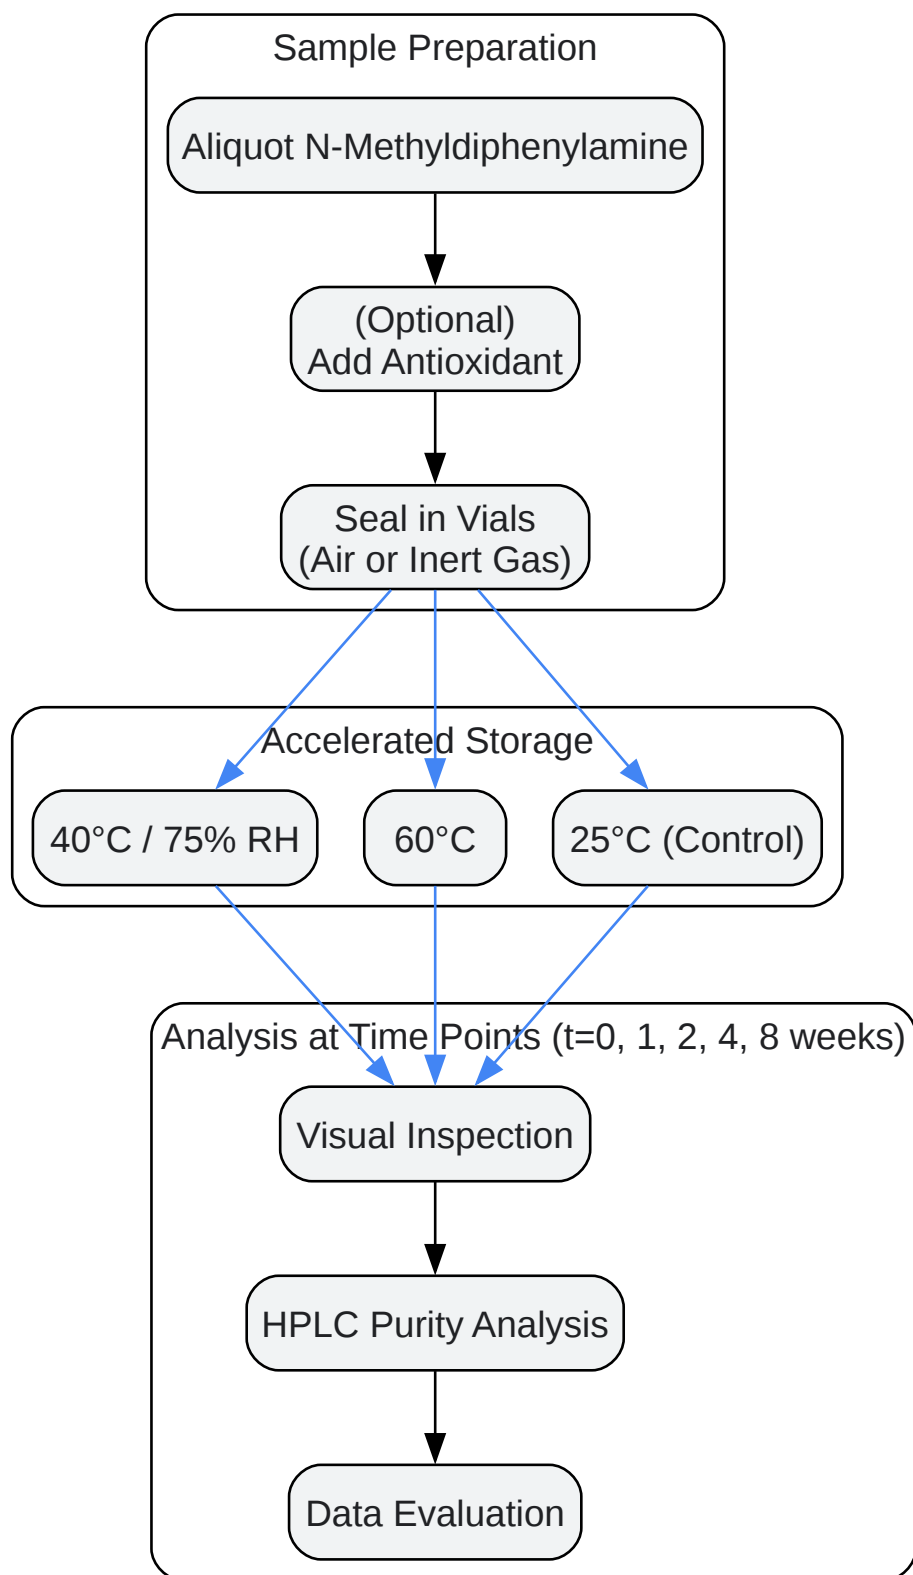 Sample Preparation
Aliquot N-Methyldiphenylamine
(Optional)
Add Antioxidant
Seal in Vials
(Air or Inert Gas)
Accelerated Storage
40°C / 75% RH
60°C
25°C (Control)
Analysis at Time Points (t=0, 1, 2, 4, 8 weeks)
Visual Inspection
HPLC Purity Analysis
Data Evaluation